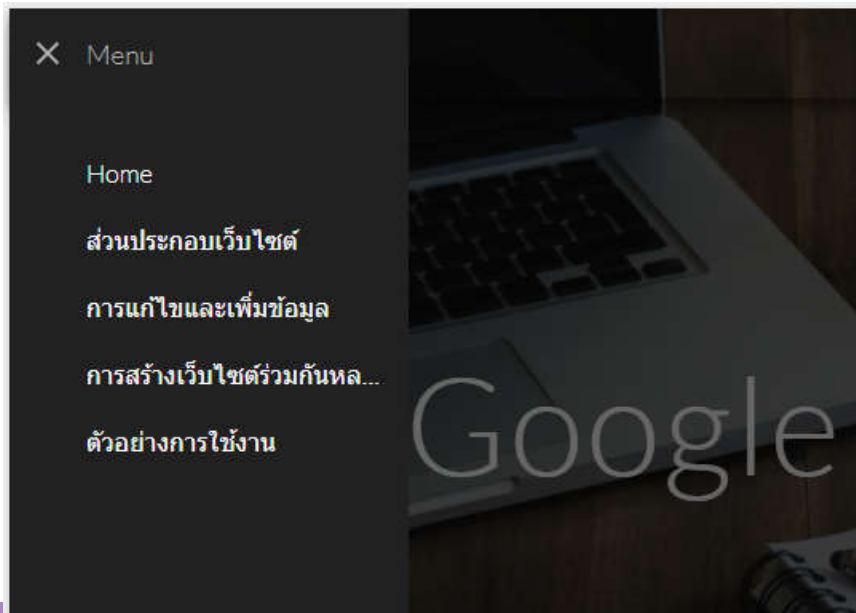 Menu
Home
ส่วนประกอบเว็บไซต์
การแก้ไขและเพิ่มข้อมูล
การสร้างเว็บไซต์ร่วมกันหล...
ตัวอย่างการใช้งาน
Google